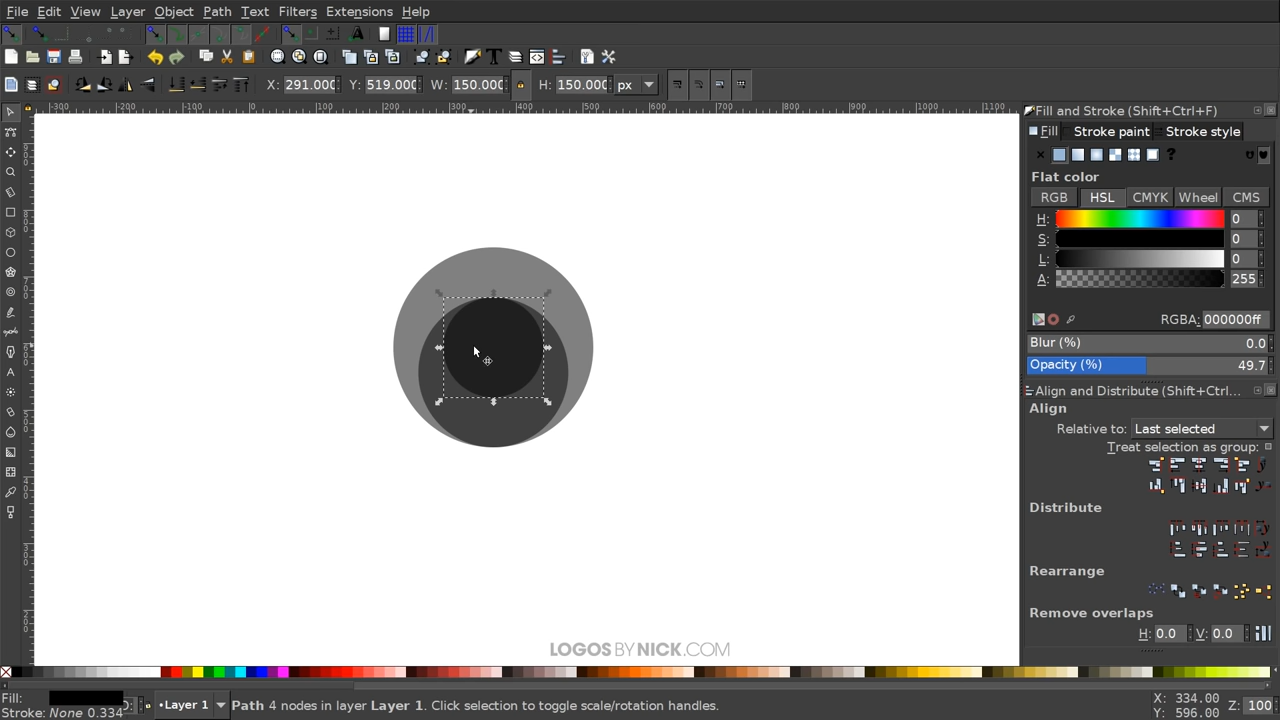 File Edit View Layer Object Path Text Filters Extensions Help
X: 291.000 Y: 519.000 W: 150.000 H: 150.000 px
Fill and Stroke (Shift+Ctrl+F)
Fill Stroke paint Stroke style
Flat color
RGB HSL CMYK Wheel CMS
H: 0
S: 0
L: 0
A: 255
RGBA: 000000ff
Blur (%) 0.0
Opacity (%) 49.7
Align and Distribute (Shift+Ctrl...
Align
Relative to: Last selected
Treat selection as group:
Distribute
Rearrange
Remove overlaps
H: 0.0 V: 0.0
LOGOS BY NICK.COM
Fill:
Stroke: None 0.334
•Layer 1
Path 4 nodes in layer Layer 1. Click selection to toggle scale/rotation handles.
X: 334.00
Y: 596.00
Z: 100